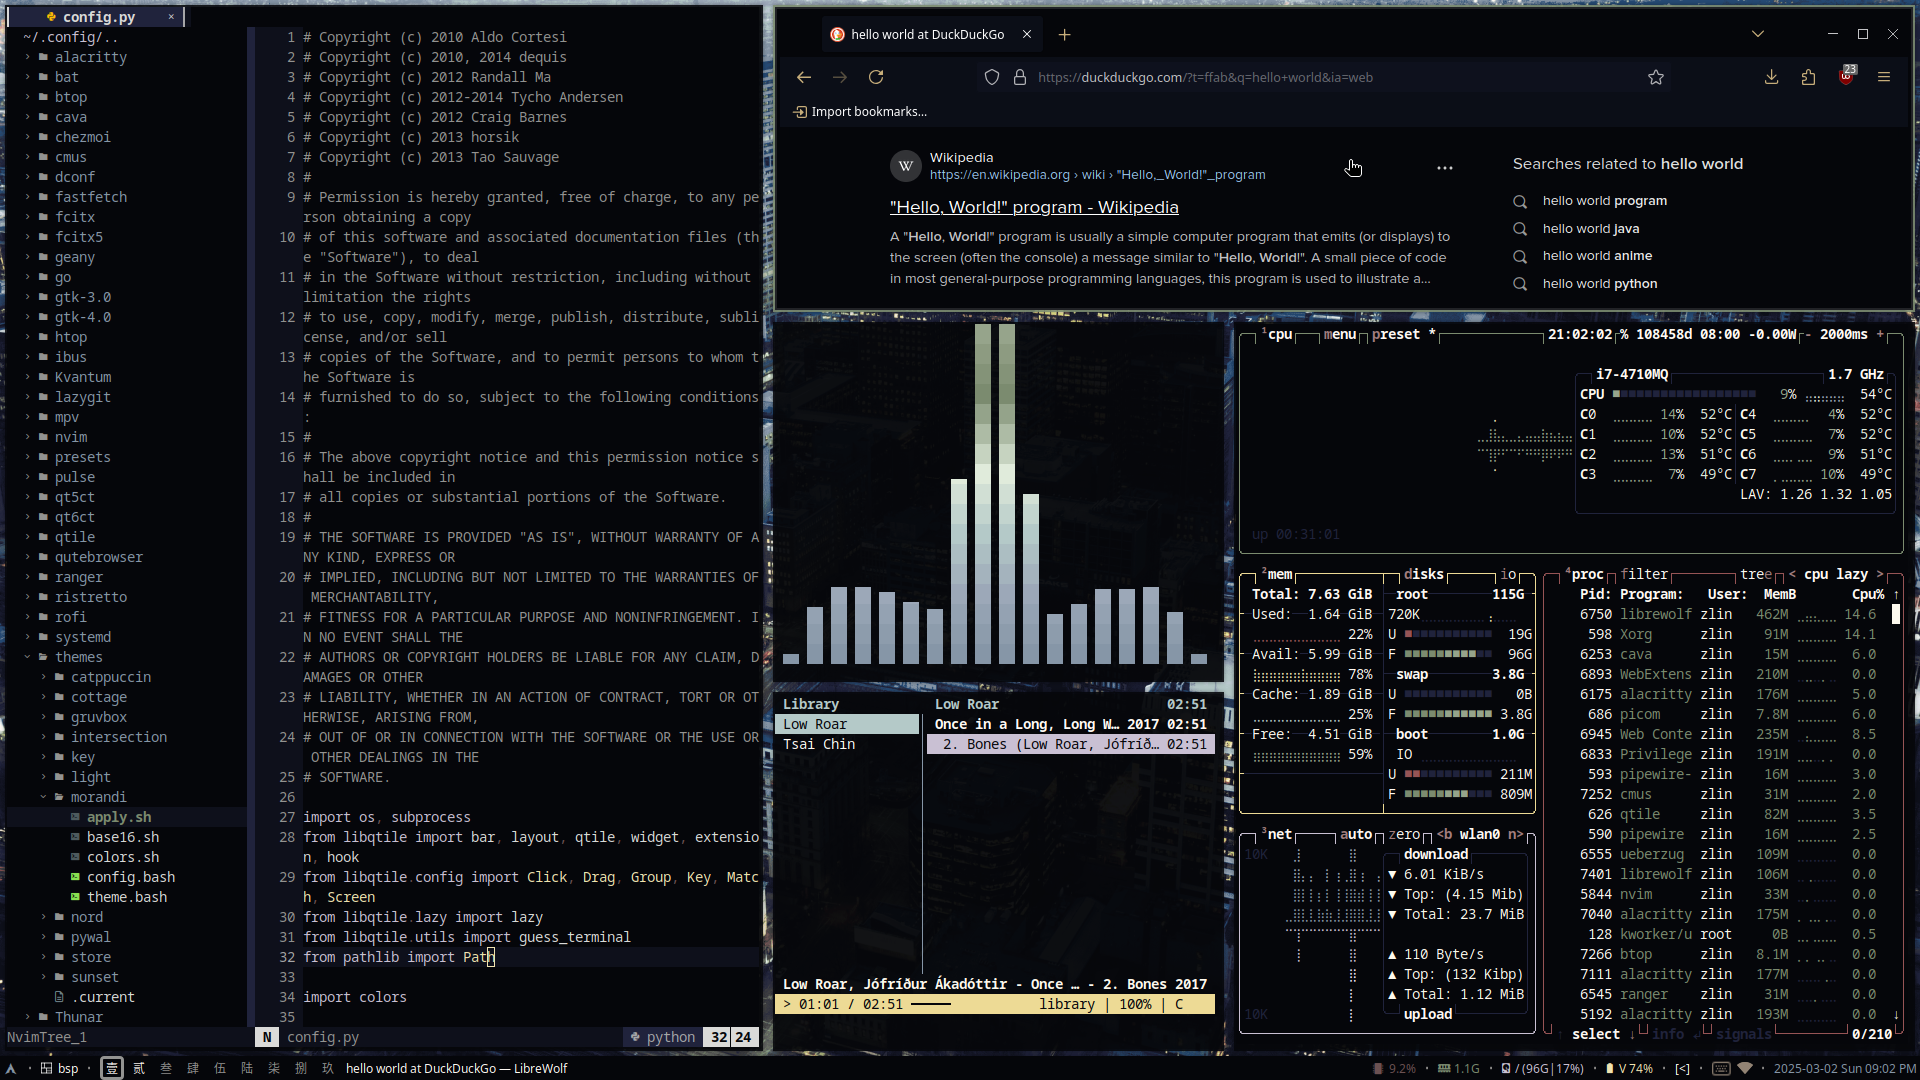 config.py ×
~/.config/..
alacritty
bat
btop
cava
chezmoi
cmus
dconf
fastfetch
fcitx
fcitx5
geany
go
gtk-3.0
gtk-4.0
htop
ibus
Kvantum
lazygit
mpv
nvim
presets
pulse
qt5ct
qt6ct
qtile
qutebrowser
ranger
ristretto
rofi
systemd
themes
catppuccin
cottage
gruvbox
intersection
key
light
morandi
apply.sh
base16.sh
colors.sh
config.bash
theme.bash
nord
pywal
store
sunset
.current
Thunar
NvimTree_1
1 # Copyright (c) 2010 Aldo Cortesi
2 # Copyright (c) 2010, 2014 dequis
3 # Copyright (c) 2012 Randall Ma
4 # Copyright (c) 2012-2014 Tycho Andersen
5 # Copyright (c) 2012 Craig Barnes
6 # Copyright (c) 2013 horsik
7 # Copyright (c) 2013 Tao Sauvage
8 #
9 # Permission is hereby granted, free of charge, to any pe
rson obtaining a copy
10 # of this software and associated documentation files (th
e "Software"), to deal
11 # in the Software without restriction, including without
limitation the rights
12 # to use, copy, modify, merge, publish, distribute, subli
cense, and/or sell
13 # copies of the Software, and to permit persons to whom t
he Software is
14 # furnished to do so, subject to the following conditions
:
15 #
16 # The above copyright notice and this permission notice s
hall be included in
17 # all copies or substantial portions of the Software.
18 #
19 # THE SOFTWARE IS PROVIDED "AS IS", WITHOUT WARRANTY OF A
NY KIND, EXPRESS OR
20 # IMPLIED, INCLUDING BUT NOT LIMITED TO THE WARRANTIES OF
MERCHANTABILITY,
21 # FITNESS FOR A PARTICULAR PURPOSE AND NONINFRINGEMENT. I
N NO EVENT SHALL THE
22 # AUTHORS OR COPYRIGHT HOLDERS BE LIABLE FOR ANY CLAIM, D
AMAGES OR OTHER
23 # LIABILITY, WHETHER IN AN ACTION OF CONTRACT, TORT OR OT
HERWISE, ARISING FROM,
24 # OUT OF OR IN CONNECTION WITH THE SOFTWARE OR THE USE OR
OTHER DEALINGS IN THE
25 # SOFTWARE.
26
27 import os, subprocess
28 from libqtile import bar, layout, qtile, widget, extensio
n, hook
29 from libqtile.config import Click, Drag, Group, Key, Matc
h, Screen
30 from libqtile.lazy import lazy
31 from libqtile.utils import guess_terminal
32 from pathlib import Path
33
34 import colors
35
N config.py python 32 24
hello world at DuckDuckGo
https://duckduckgo.com/?t=ffab&q=hello+world&ia=web
23
Import bookmarks...
W Wikipedia
https://en.wikipedia.org › wiki › "Hello,_World!"_program
"Hello, World!" program - Wikipedia
A "Hello, World!" program is usually a simple computer program that emits (or displays) to
the screen (often the console) a message similar to "Hello, World!". A small piece of code
in most general-purpose programming languages, this program is used to illustrate a...
Searches related to hello world
hello world program
hello world java
hello world anime
hello world python
Library
Low Roar
Tsai Chin
Low Roar 02:51
Once in a Long, Long W… 2017 02:51
2. Bones (Low Roar, Jófríð… 02:51
Low Roar, Jófríður Ákadóttir - Once … - 2. Bones 2017
> 01:01 / 02:51 library | 100% | C
¹cpu menu preset * 21:02:02 % 108458d 08:00 -0.00W - 2000ms +
i7-4710MQ 1.7 GHz
CPU 9% 54°C
C0 14% 52°C C4 4% 52°C
C1 10% 52°C C5 7% 52°C
C2 13% 51°C C6 9% 51°C
C3 7% 49°C C7 10% 49°C
LAV: 1.26 1.32 1.05
up 00:31:01
²mem
Total: 7.63 GiB
Used: 1.64 GiB
22%
Avail: 5.99 GiB
78%
Cache: 1.89 GiB
25%
Free: 4.51 GiB
59%
disks io
root 115G
720K
U 19G
F 96G
swap 3.8G
U 0B
F 3.8G
boot 1.0G
IO
U 211M
F 809M
³net auto zero <b wlan0 n>
10K
10K
download
▼ 6.01 KiB/s
▼ Top: (4.15 Mib)
▼ Total: 23.7 MiB
▲ 110 Byte/s
▲ Top: (132 Kibp)
▲ Total: 1.12 MiB
upload
⁴proc filter tree < cpu lazy >
Pid: Program: User: MemB Cpu% ↑
6750 librewolf zlin 462M 14.6
598 Xorg zlin 91M 14.1
6253 cava zlin 15M 6.0
6893 WebExtens zlin 210M 0.0
6175 alacritty zlin 176M 5.0
686 picom zlin 7.8M 6.0
6945 Web Conte zlin 235M 8.5
6833 Privilege zlin 191M 0.0
593 pipewire- zlin 16M 3.0
7252 cmus zlin 31M 2.0
626 qtile zlin 82M 3.5
590 pipewire zlin 16M 2.5
6555 ueberzug zlin 109M 0.0
7401 librewolf zlin 106M 0.0
5844 nvim zlin 33M 0.0
7040 alacritty zlin 175M 0.0
128 kworker/u root 0B 0.5
7266 btop zlin 8.1M 0.0
7111 alacritty zlin 177M 0.0
6545 ranger zlin 31M 0.0
5192 alacritty zlin 193M 0.0 ↓
↑ select ↓ info ↲ signals 0/210
bsp · 壹 贰 叁 肆 伍 陆 柒 捌 玖 hello world at DuckDuckGo — LibreWolf
9.2% · 1.1G · / (96G|17%) · V 74% · [<] · 2025-03-02 Sun 09:02 PM